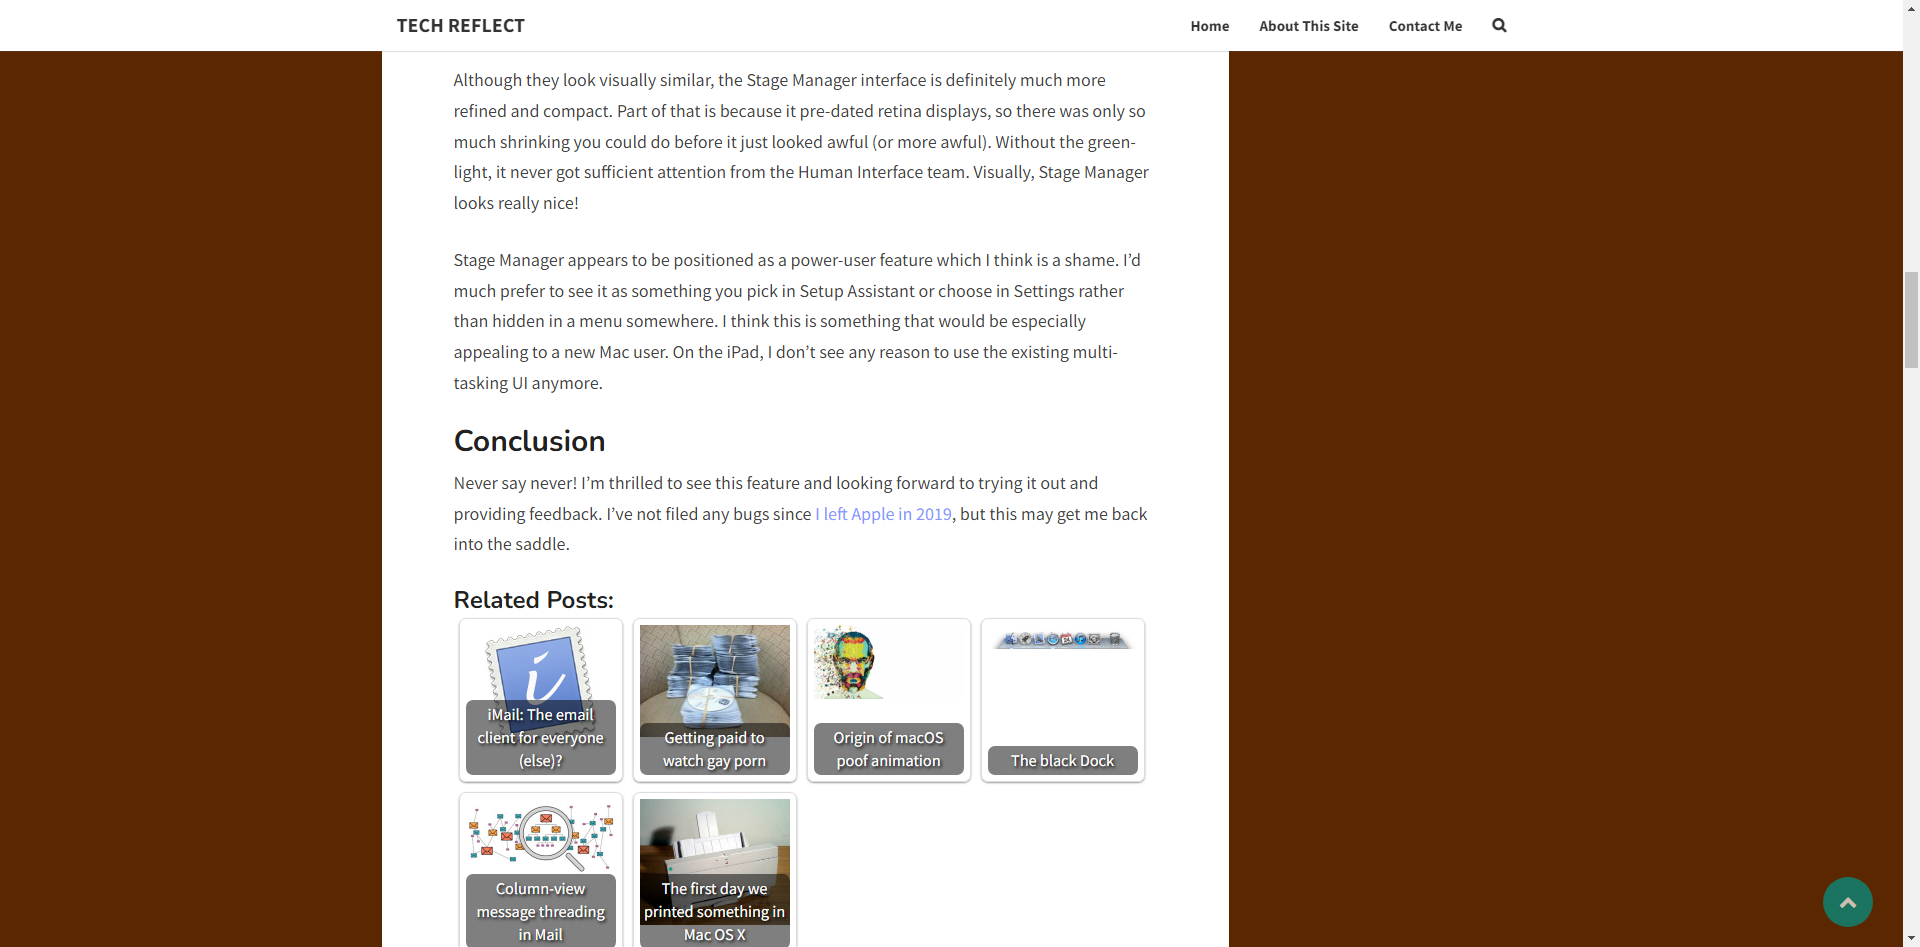 TECH REFLECT
Home
About This Site
Contact Me
Although they look visually similar, the Stage Manager interface is definitely much more
refined and compact. Part of that is because it pre-dated retina displays, so there was only so
much shrinking you could do before it just looked awful (or more awful). Without the green-
light, it never got sufficient attention from the Human Interface team. Visually, Stage Manager
looks really nice!
Stage Manager appears to be positioned as a power-user feature which I think is a shame. I’d
much prefer to see it as something you pick in Setup Assistant or choose in Settings rather
than hidden in a menu somewhere. I think this is something that would be especially
appealing to a new Mac user. On the iPad, I don’t see any reason to use the existing multi-
tasking UI anymore.
Conclusion
Never say never! I’m thrilled to see this feature and looking forward to trying it out and
providing feedback. I’ve not filed any bugs since I left Apple in 2019, but this may get me back
into the saddle.
Related Posts:
iMail: The email
client for everyone
(else)?
Getting paid to
watch gay porn
Origin of macOS
poof animation
The black Dock
Column-view
message threading
in Mail
The first day we
printed something in
Mac OS X